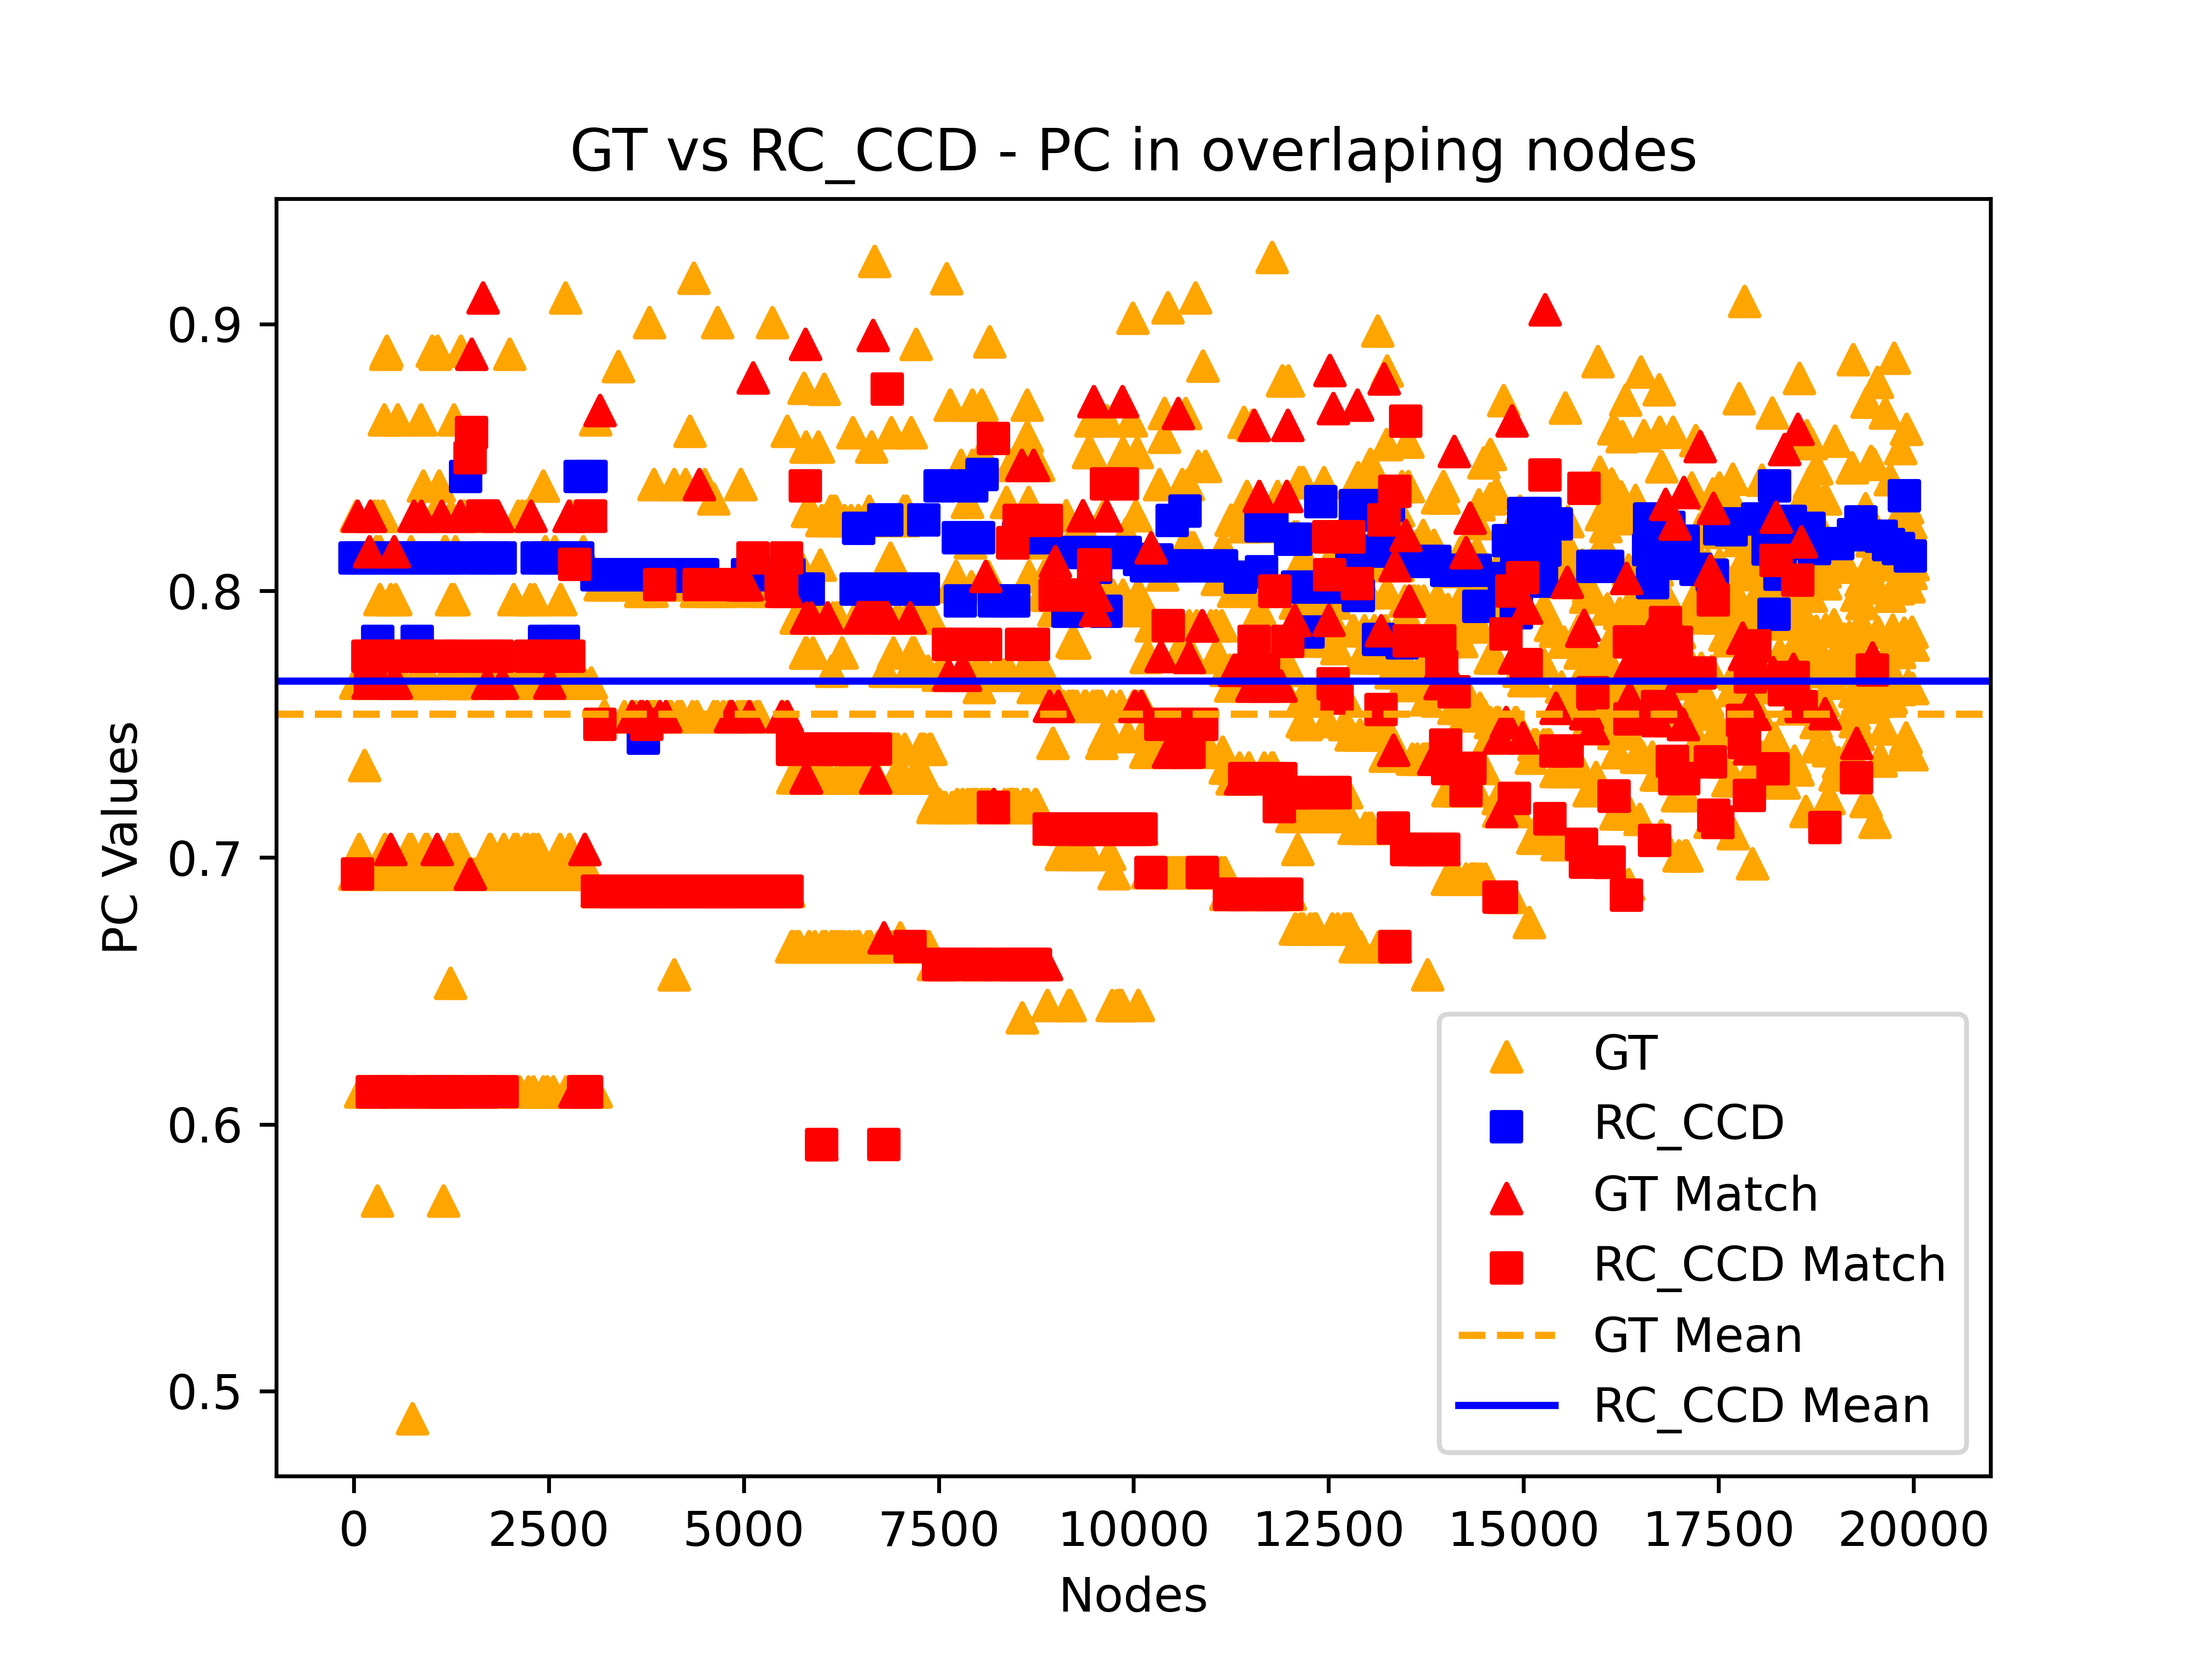 GT vs RC_CCD - PC in overlaping nodes
PC Values
0.9
0.8
0.7
0.6
0.5
GT
RC_CCD
GT Match
RC_CCD Match
GT Mean
RC_CCD Mean
0 2500 5000 7500 10000 12500 15000 17500 20000
Nodes